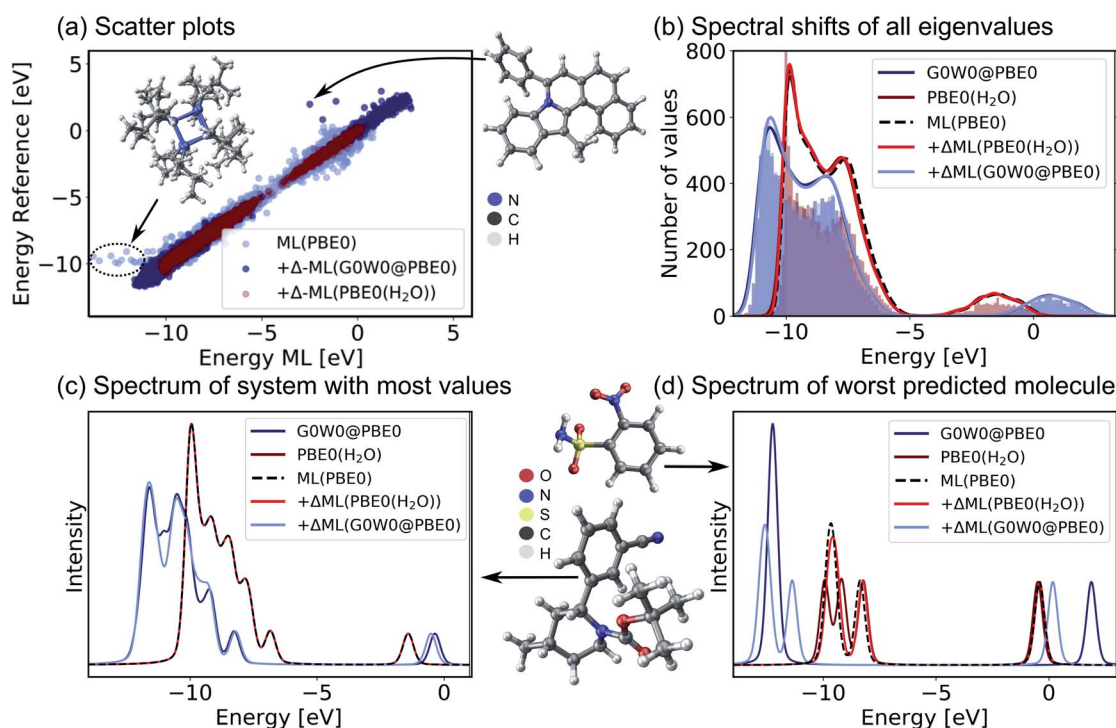 (a) Scatter plots
Energy Reference [eV]
5
0
−5
−10
ML(PBE0)
+Δ-ML(G0W0@PBE0)
+Δ-ML(PBE0(H₂O))
−10
−5
0
5
Energy ML [eV]
N
C
H
(b) Spectral shifts of all eigenvalues
Number of values
800
600
400
200
0
G0W0@PBE0
PBE0(H₂O)
ML(PBE0)
+ΔML(PBE0(H₂O))
+ΔML(G0W0@PBE0)
−10
−5
0
Energy [eV]
(c) Spectrum of system with most values
Intensity
G0W0@PBE0
PBE0(H₂O)
ML(PBE0)
+ΔML(PBE0(H₂O))
+ΔML(G0W0@PBE0)
−10
−5
0
Energy [eV]
O
N
S
C
H
(d) Spectrum of worst predicted molecule
Intensity
G0W0@PBE0
PBE0(H₂O)
ML(PBE0)
+ΔML(PBE0(H₂O))
+ΔML(G0W0@PBE0)
−10
−5
0
Energy [eV]